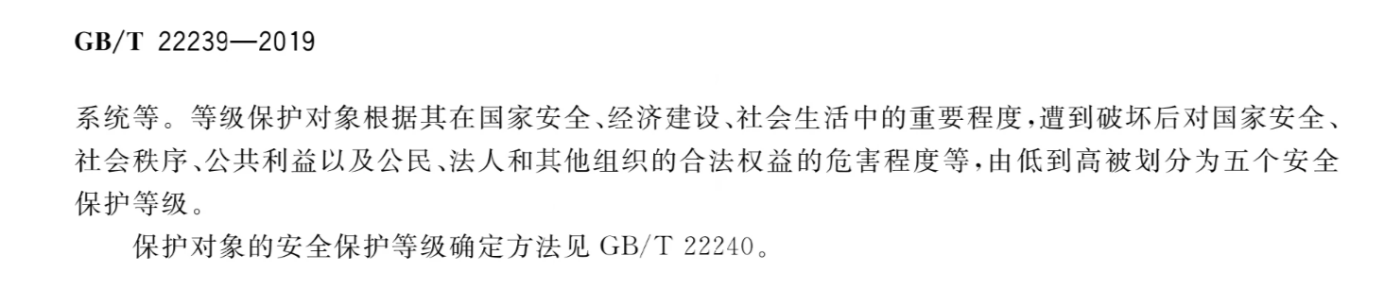 GB/T 22239—2019
系统等。等级保护对象根据其在国家安全、经济建设、社会生活中的重要程度,遭到破坏后对国家安全、
社会秩序、公共利益以及公民、法人和其他组织的合法权益的危害程度等,由低到高被划分为五个安全
保护等级。
保护对象的安全保护等级确定方法见 GB/T 22240。